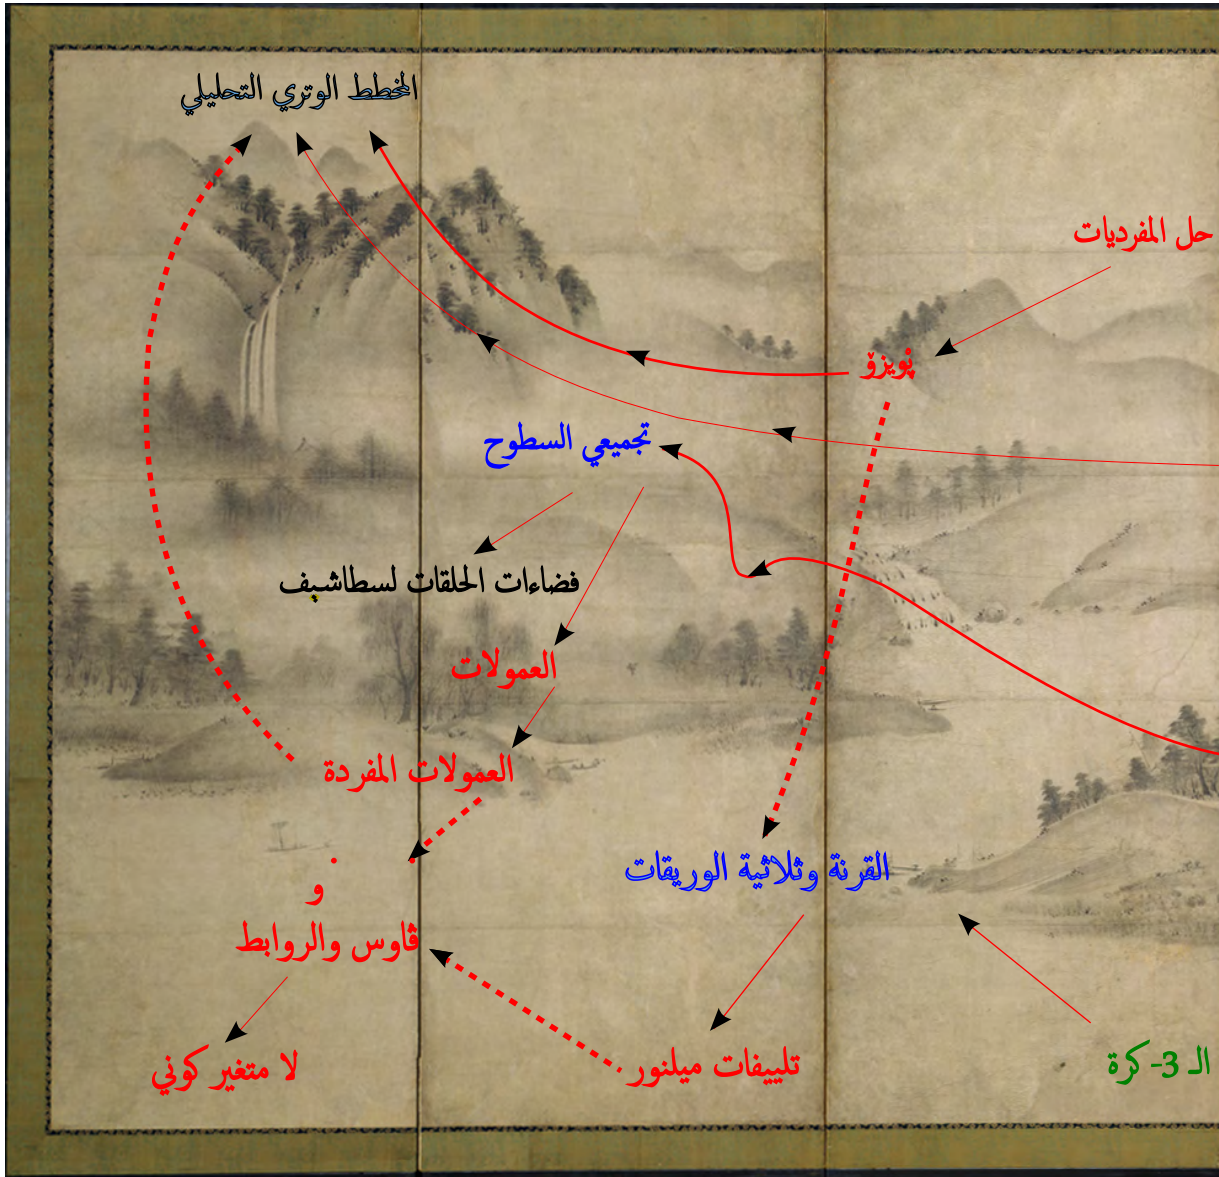 المخطط الوتري التحليلي
حل المفرديات
پُويزۆ
تجميعي السطوح
فضاءات الحلقات لسطاشيف
العمولات
العمولات المفردة
القرنة وثلاثية الوريقات
و
ڤاوس والروابط
لا متغير كوني
تلييفات ميلنور
الـ 3- كرة